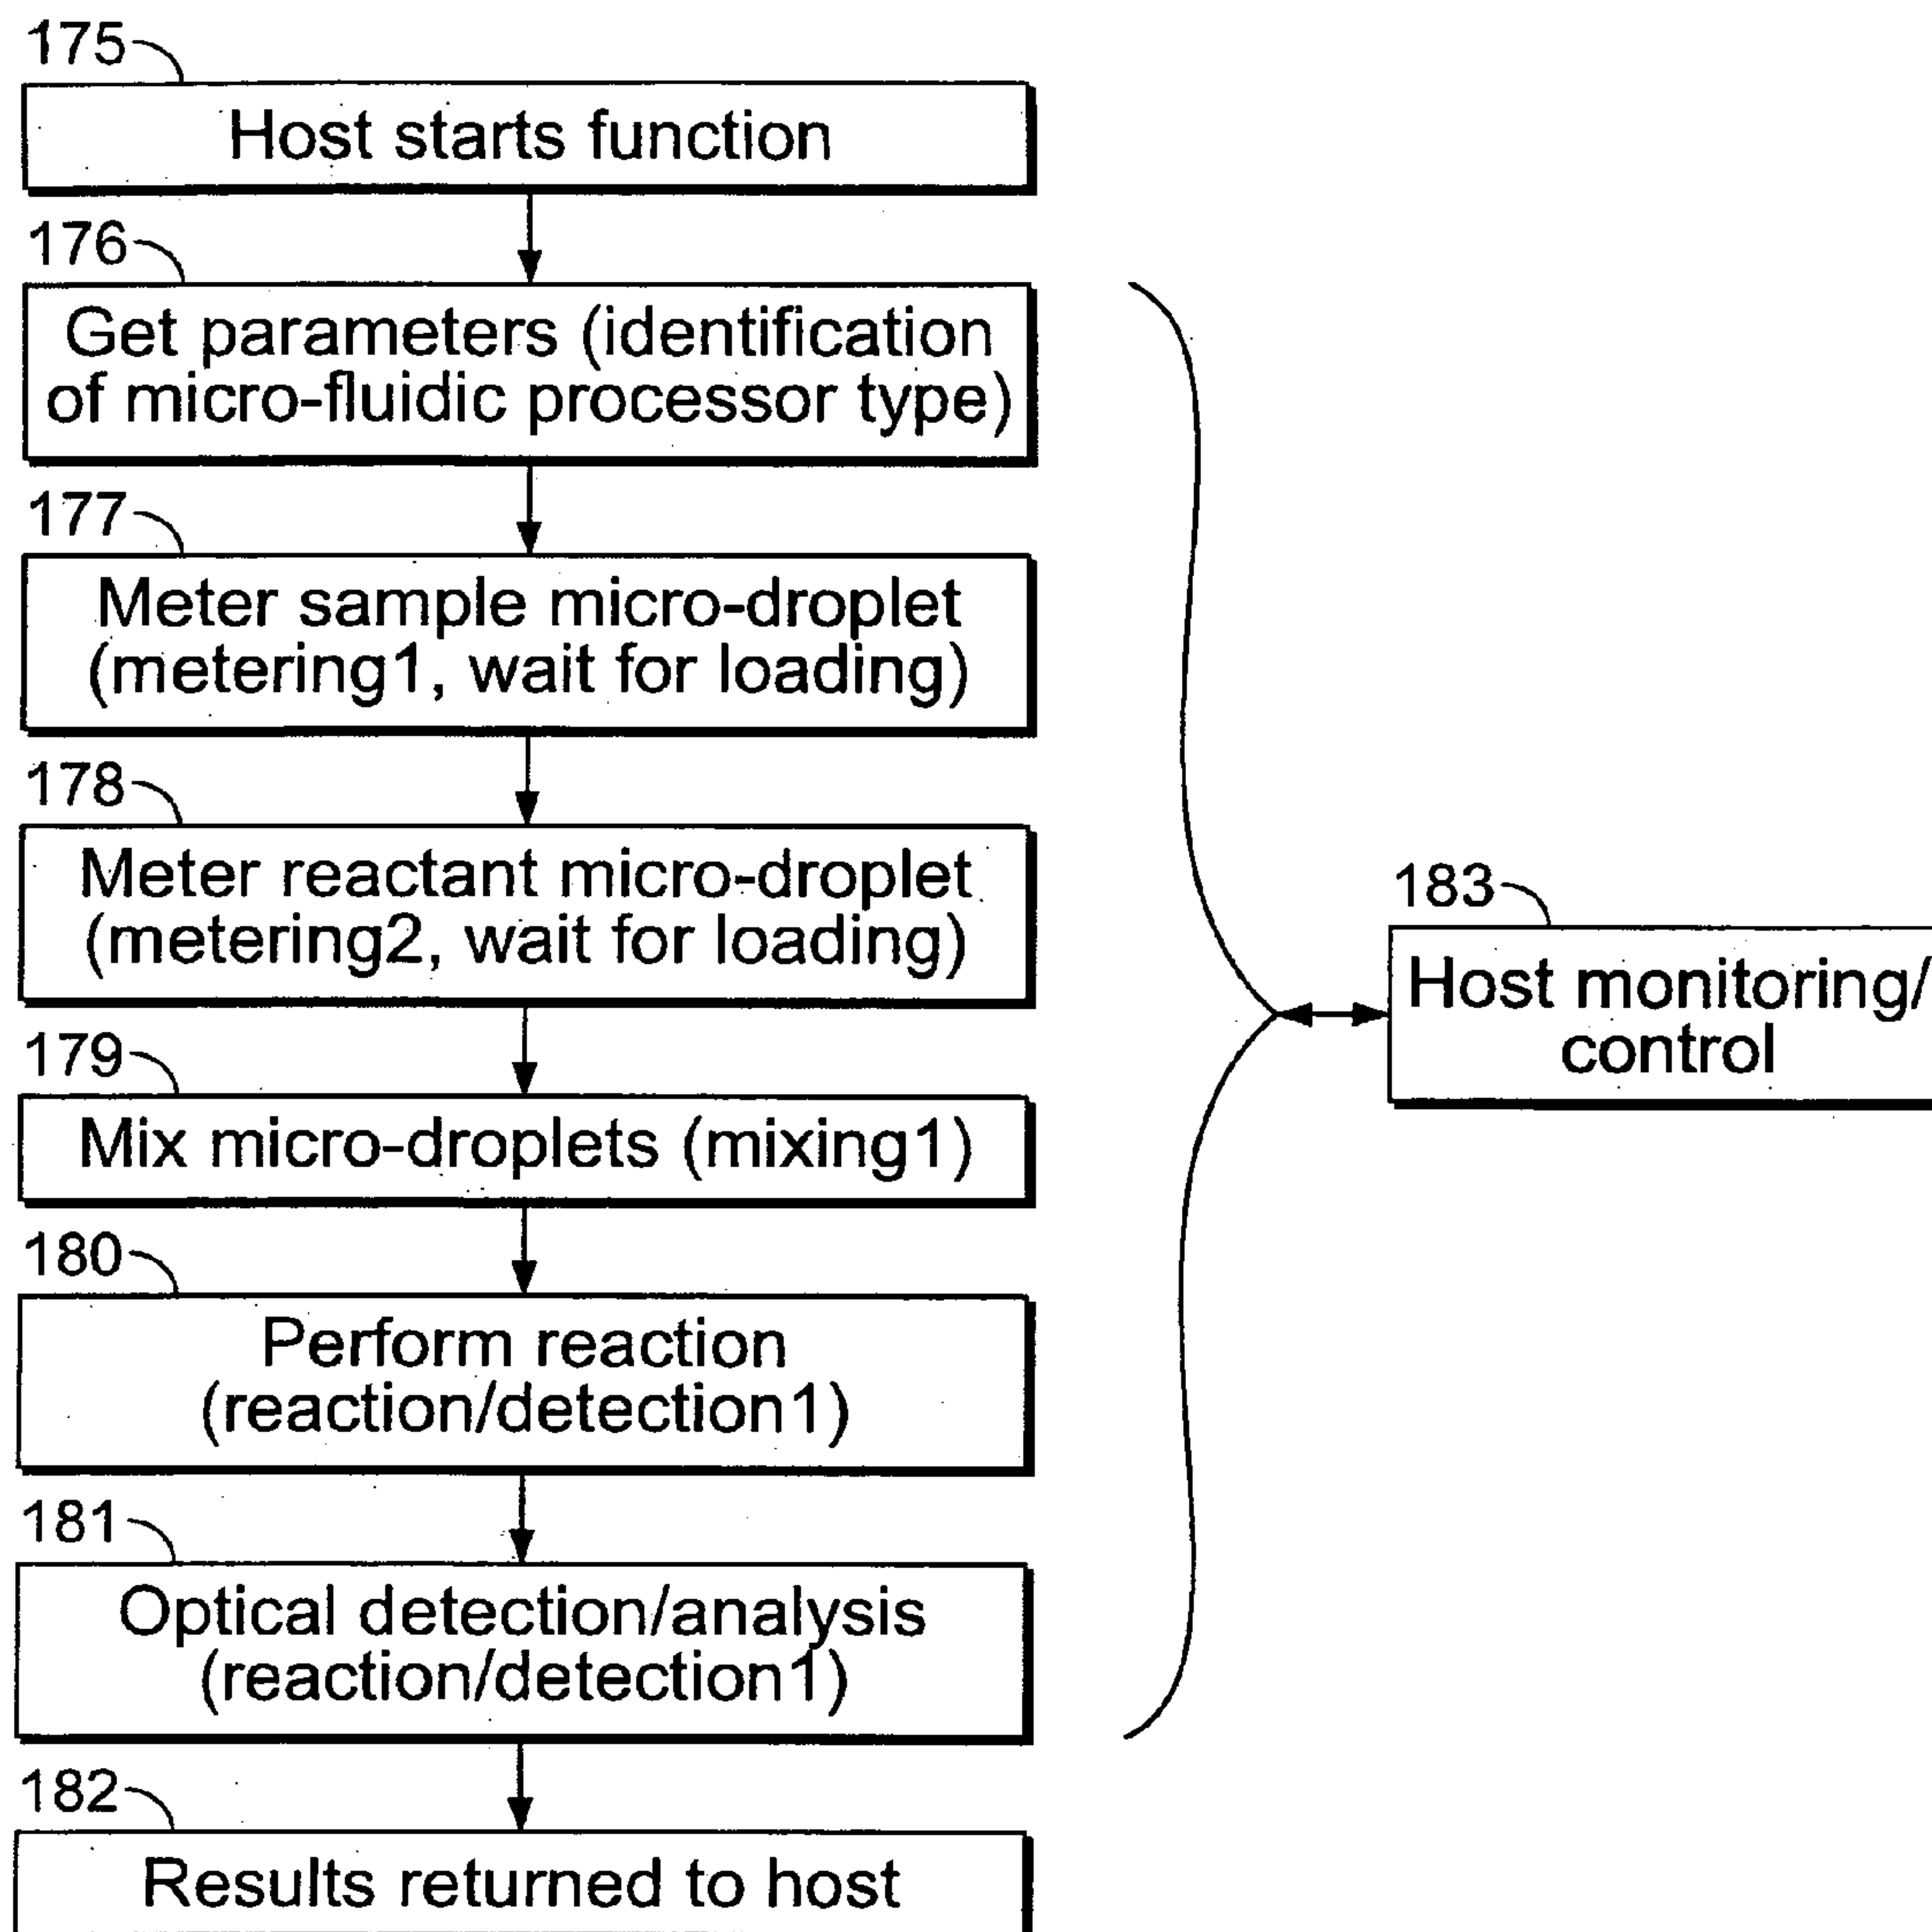 175
Host starts function
176
Get parameters (identification
of micro-fluidic processor type)
177
Meter sample micro-droplet
(metering1, wait for loading)
178
Meter reactant micro-droplet
(metering2, wait for loading)
179
Mix micro-droplets (mixing1)
180
Perform reaction
(reaction/detection1)
181
Optical detection/analysis
(reaction/detection1)
182
Results returned to host
183
Host monitoring/
control